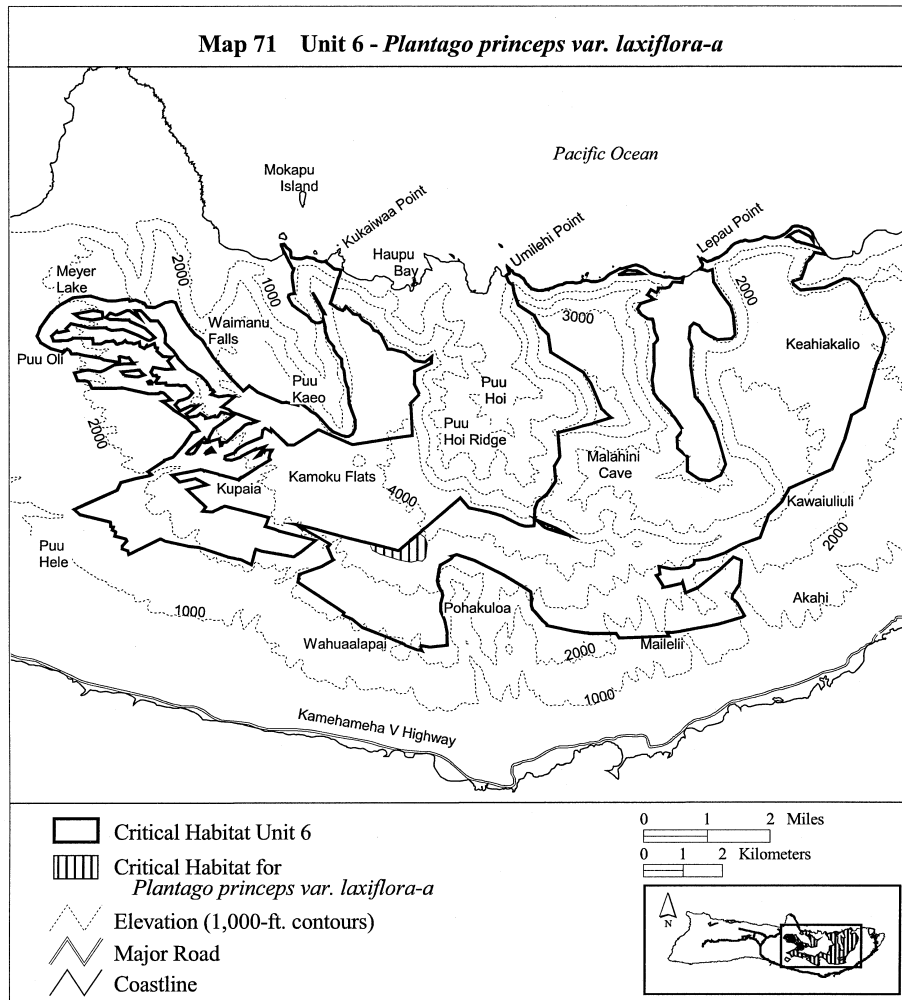 Map 71 Unit 6 - Plantago princeps var. laxiflora-a
Pacific Ocean
Mokapu
Island
Kukaiwaa Point
Haupu
Bay
Umilehi Point
Lepau Point
Meyer
Lake
2000
1000
Waimanu
Falls
3000
2000
Keahiakalio
Puu Oli
Puu
Kaeo
Puu
Hoi
Puu
Hoi Ridge
2000
Malahini
Cave
Kupaia
Kamoku Flats
4000
Kawaiuliuli
2000
Puu
Hele
1000
Pohakuloa
Akahi
Wahuaalapai
2000
Mailelii
1000
Kamehameha V Highway
Critical Habitat Unit 6
Critical Habitat for
Plantago princeps var. laxiflora-a
Elevation (1,000-ft. contours)
Major Road
Coastline
0 1 2 Miles
0 1 2 Kilometers
N